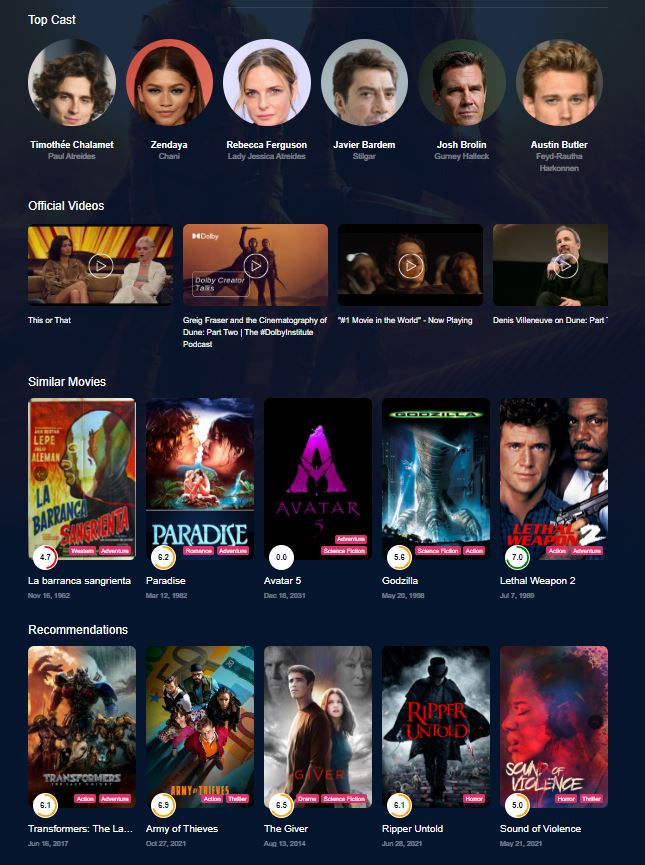 Top Cast
Timothée Chalamet
Zendaya
Rebecca Ferguson
Javier Bardem
Josh Brolin
Austin Butler
Paul Atreides
Chani
Lady Jessica Atreides
Stilgar
Gurney Halleck
Feyd-Rautha
Harkonnen
Official Videos
Dolby
Dolby Creator
Talks
This or That
Greig Fraser and the Cinematography of
Dune: Part Two | The #DolbyInstitute
Podcast
"#1 Movie in the World" - Now Playing
Denis Villeneuve on Dune: Part
Similar Movies
LEPE
ALEMAN
LA
BARRANCA
SANGRIENTA
4.7
Western
Adventure
PARADISE
6.2
Romance
Adventure
AVATAR
5
0.0
Adventure
Science Fiction
GODZILLA
5.6
Science Fiction
Action
LETHAL
WEAPON 2
7.0
Action
Adventure
La barranca sangrienta
Paradise
Avatar 5
Godzilla
Lethal Weapon 2
Nov 16, 1962
Mar 12, 1982
Dec 18, 2031
May 20, 1998
Jul 7, 1989
Recommendations
TRANSFORMERS
THE LAST KNIGHT
6.1
Action
Adventure
ARMY OF THIEVES
6.9
Action
Thriller
GIVER
6.5
Drama
Science Fiction
RIPPER
UNTOLD
6.1
Horror
SOUND OF
VIOLENCE
5.0
Horror
Thriller
Transformers: The La...
Army of Thieves
The Giver
Ripper Untold
Sound of Violence
Jun 16, 2017
Oct 27, 2021
Aug 13, 2014
Jun 28, 2021
May 21, 2021